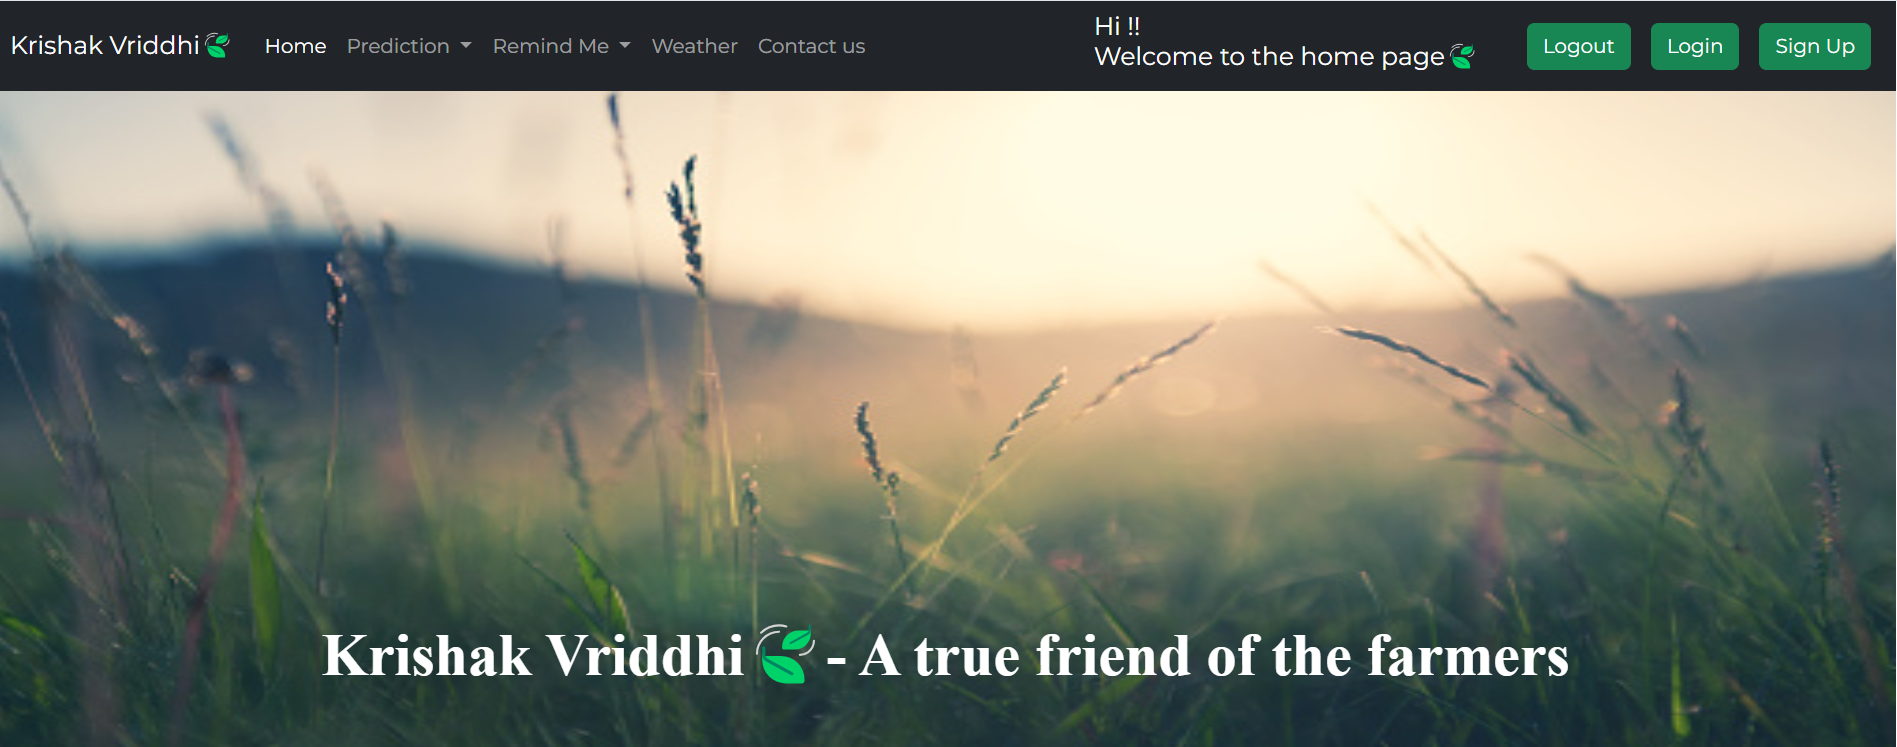 Krishak Vriddhi
Home
Prediction
Remind Me
Weather
Contact us
Hi !!
Welcome to the home page
Logout
Login
Sign Up
Krishak Vriddhi - A true friend of the farmers